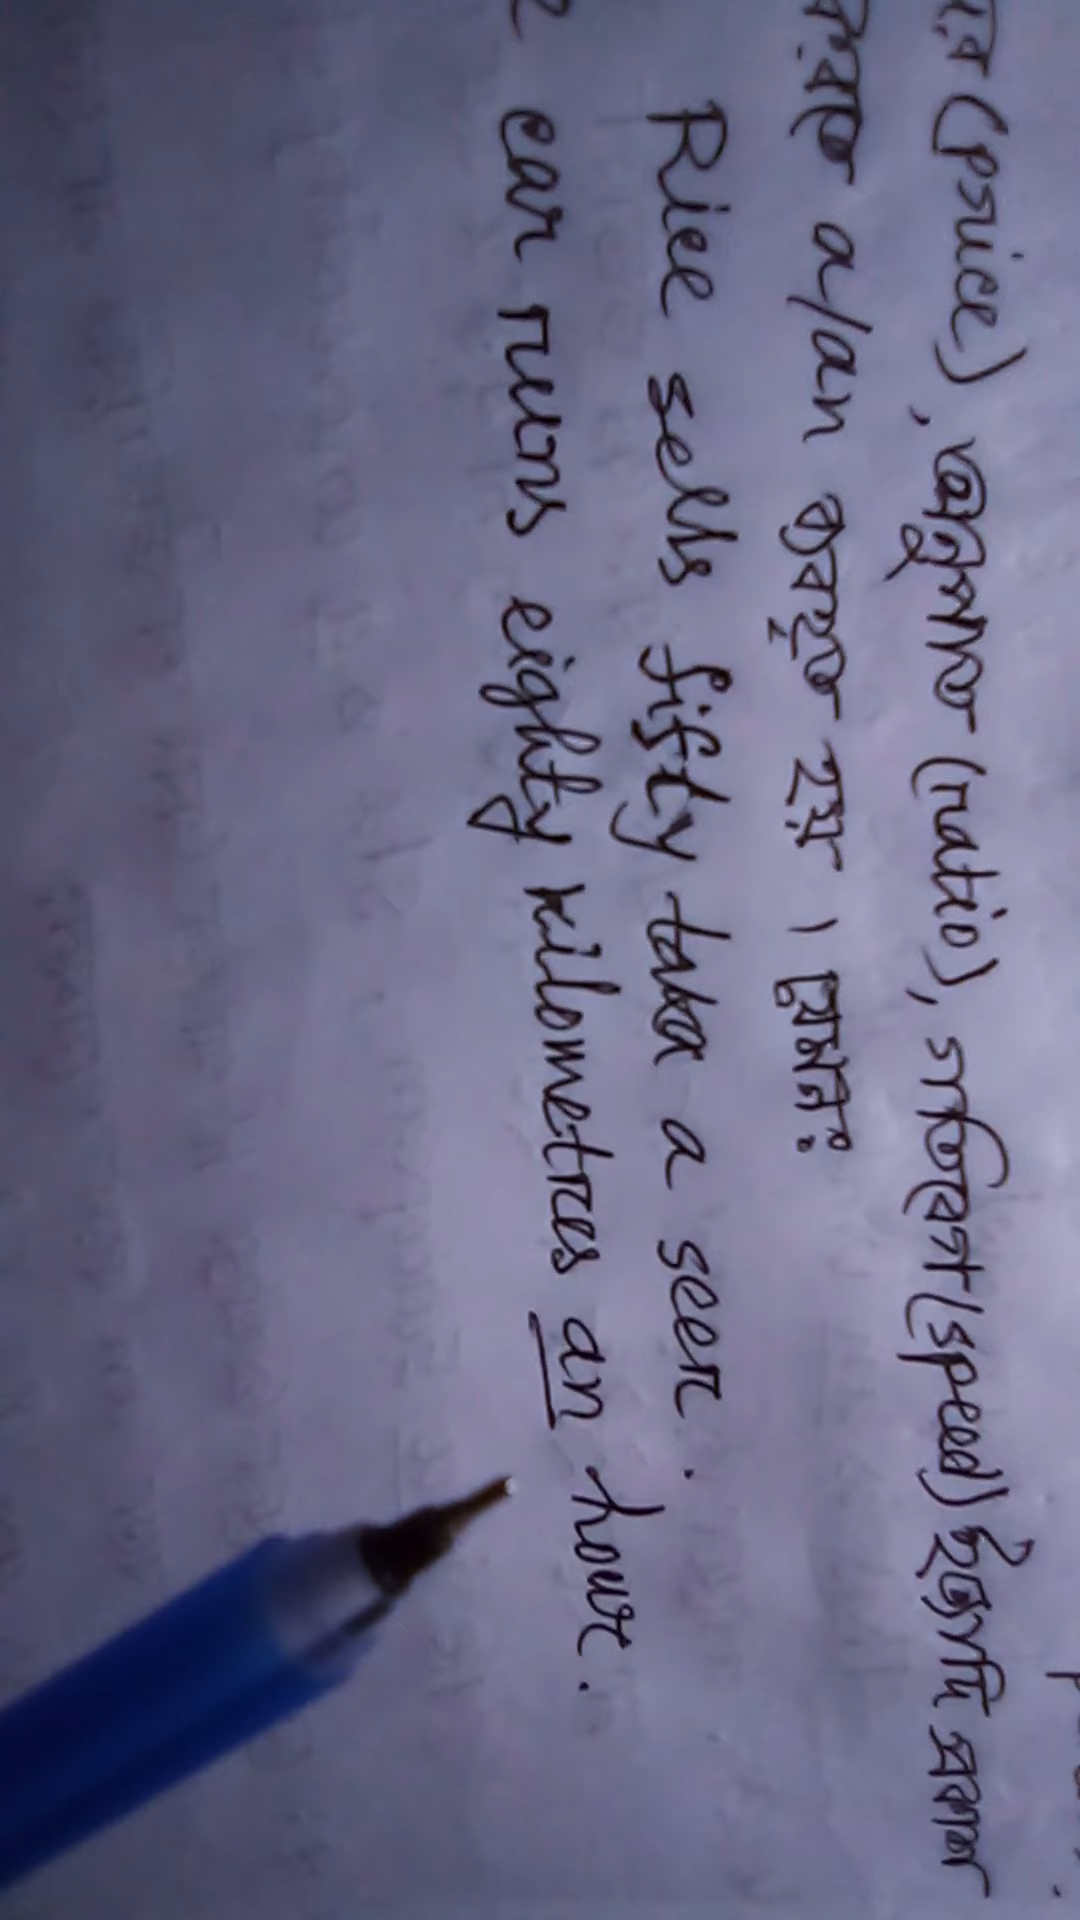 (price), অনুপাত (ratio), গতিবেগ (speed) ইত্যাদি প্রকাশ
করতে a/an ব্যবহৃত হয়। যেমনঃ
Rice sells fifty taka a seer.
car runs eighty kilometres an hour.